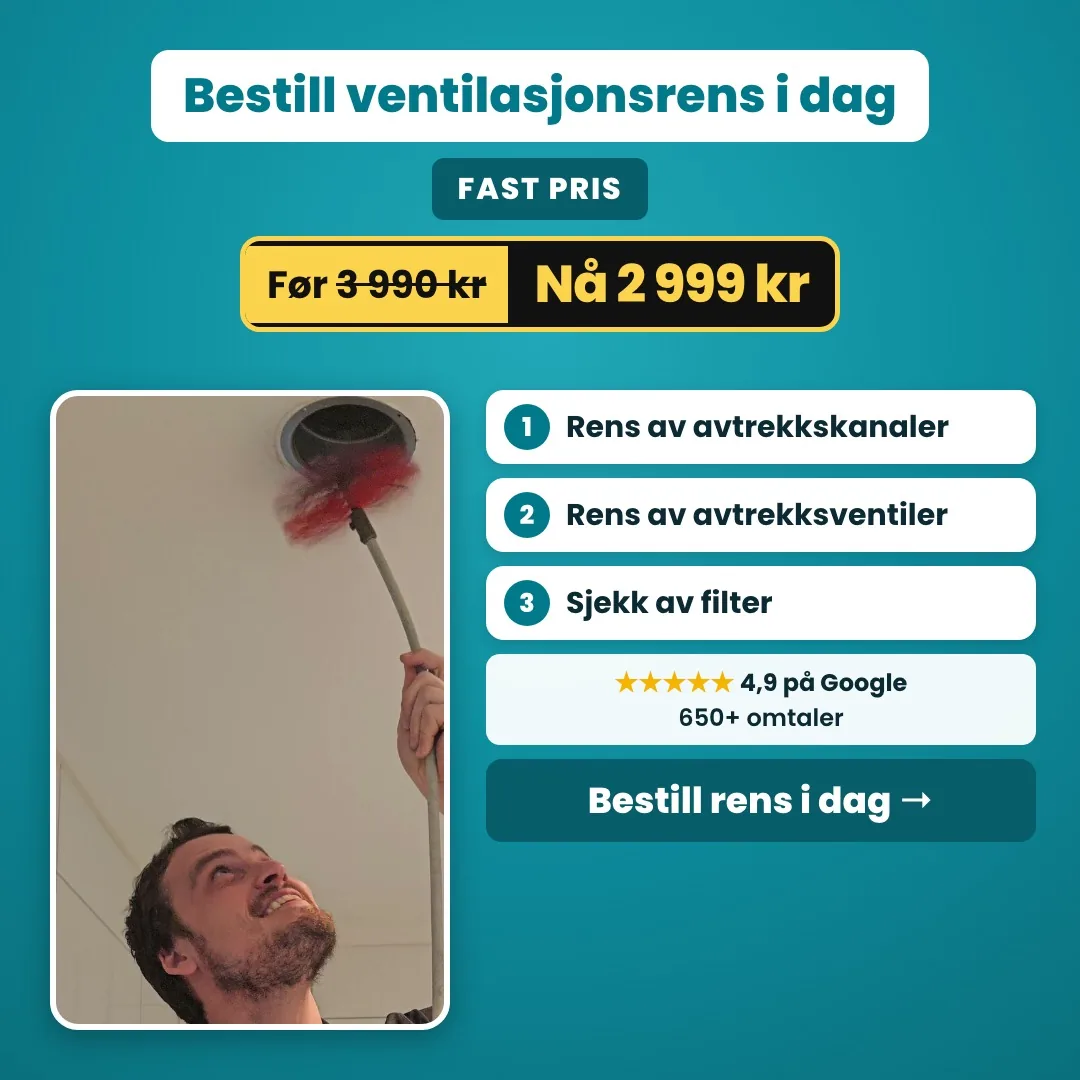 Bestill ventilasjonsrens i dag
FAST PRIS
Før 3 990 kr Nå 2 999 kr
1 Rens av avtrekkskanaler
2 Rens av avtrekksventiler
3 Sjekk av filter
★★★★★ 4,9 på Google
650+ omtaler
Bestill rens i dag →